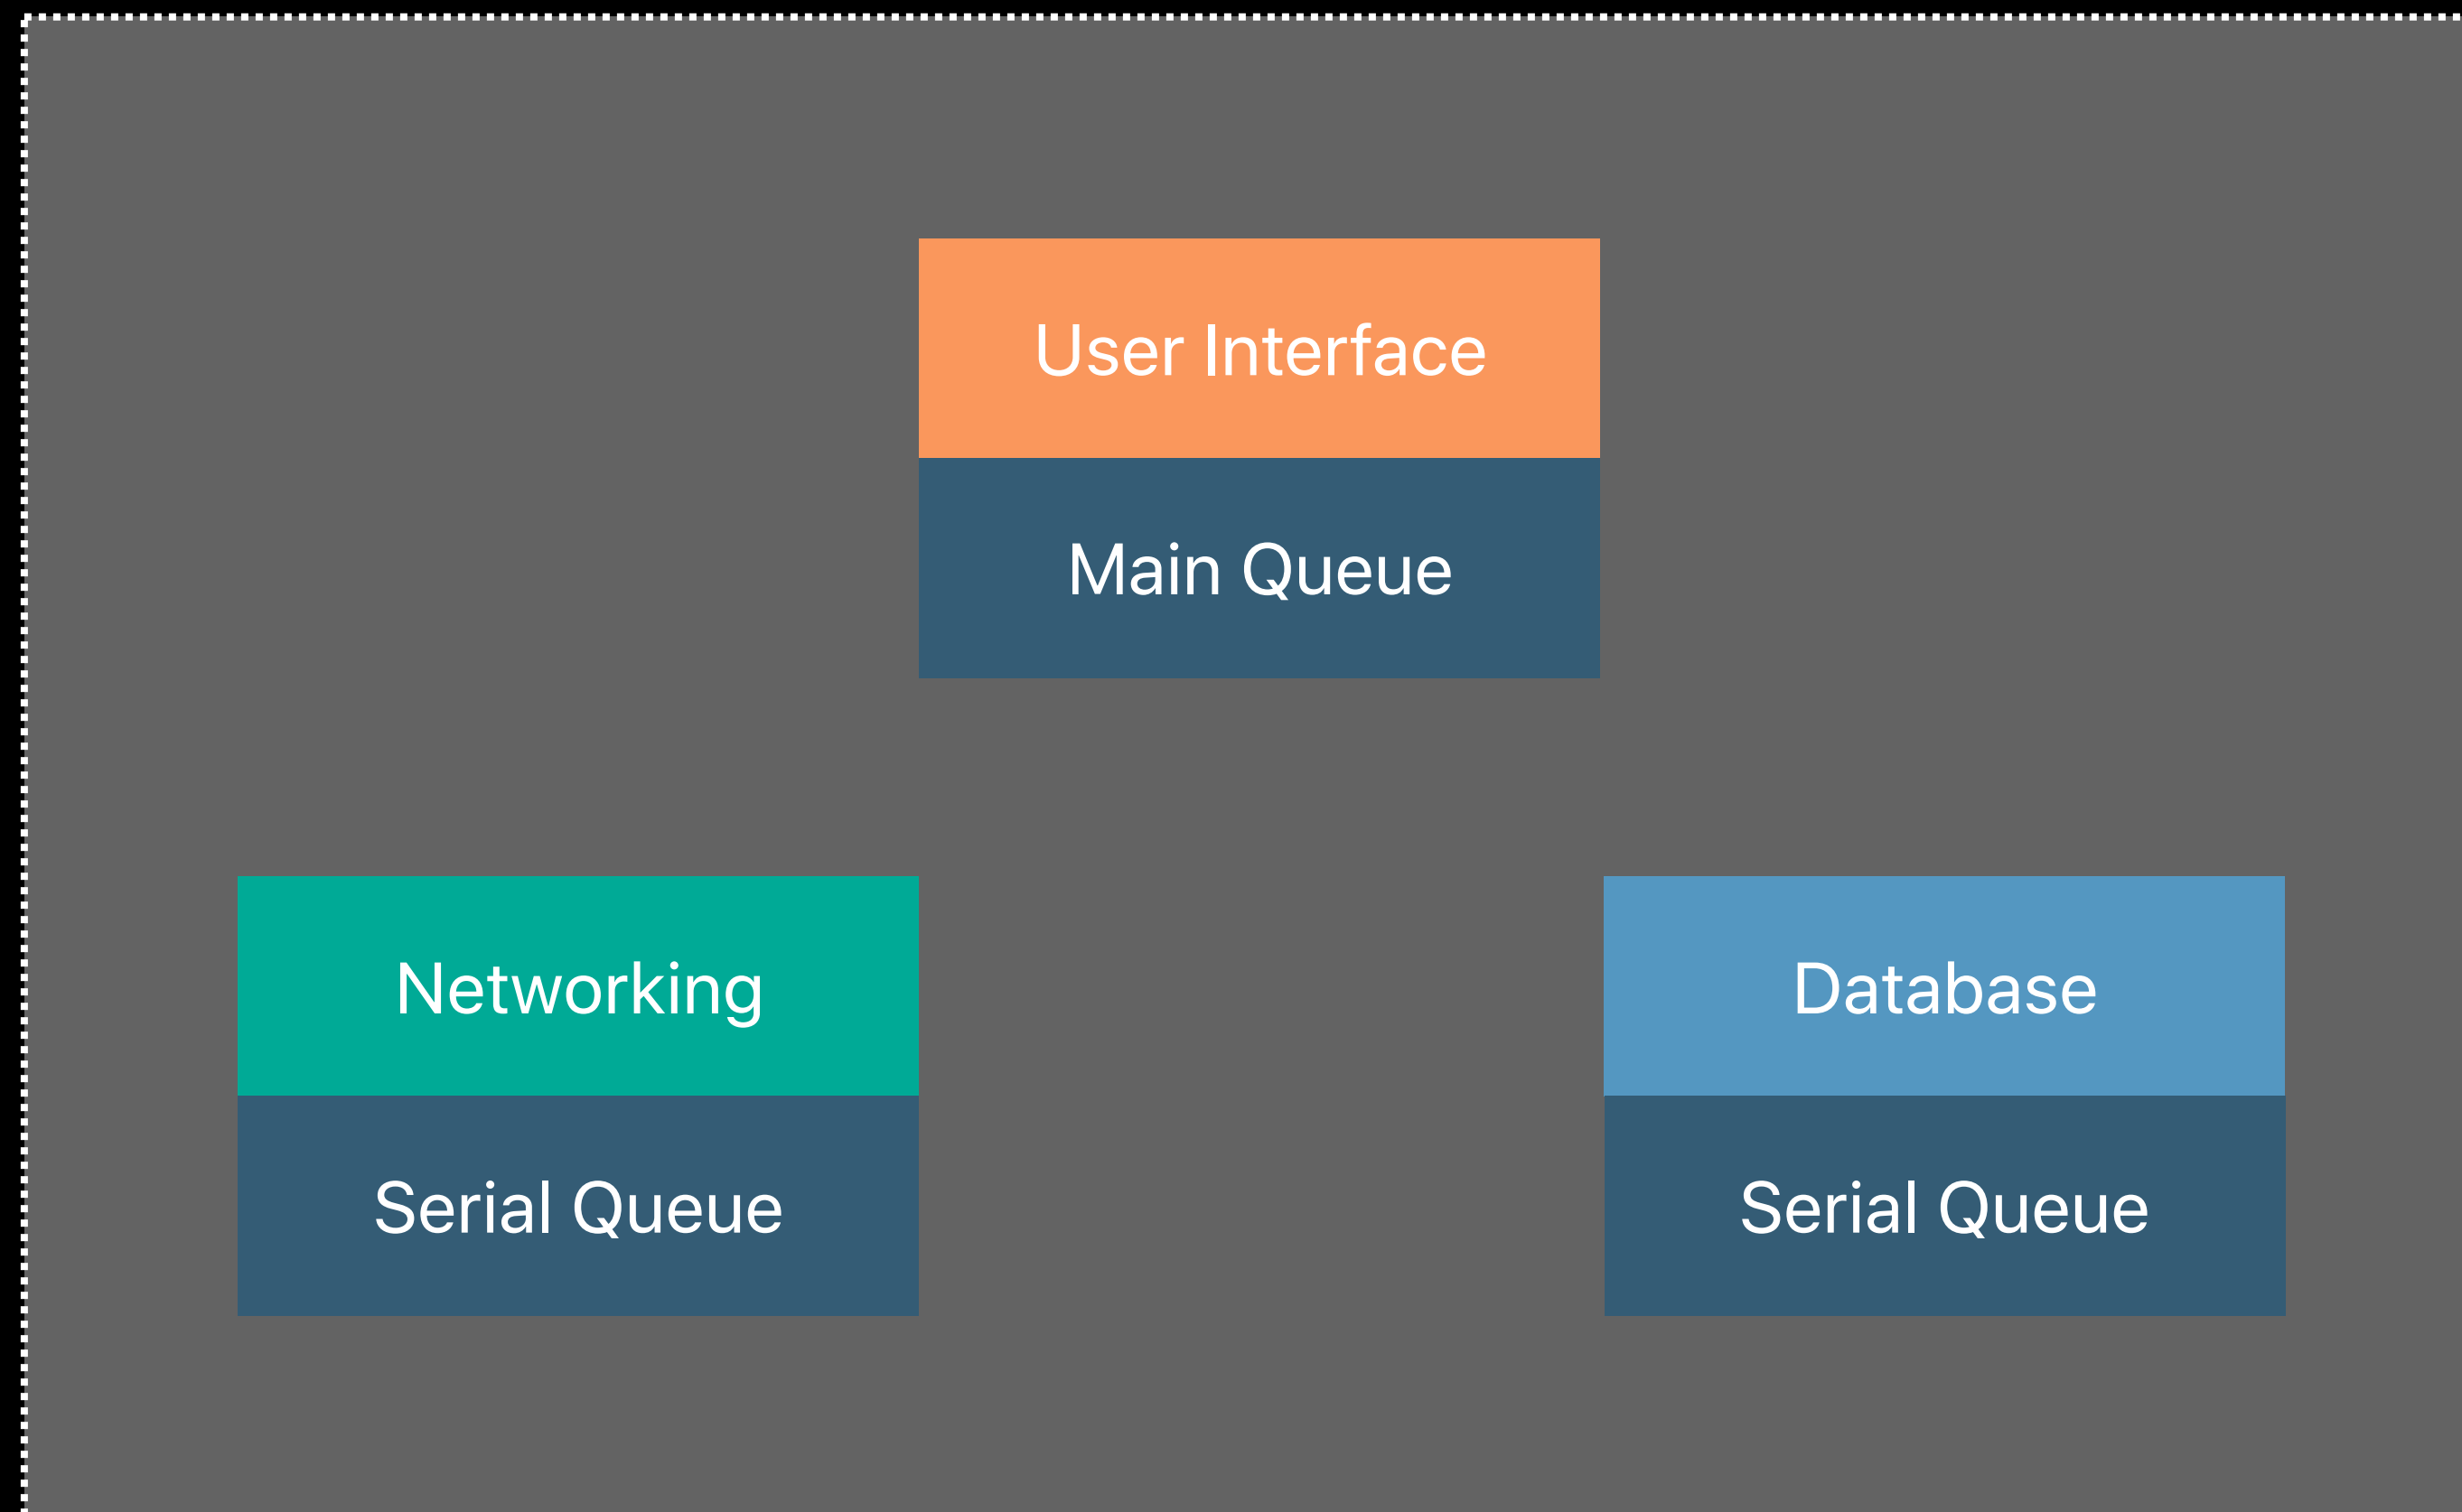 User Interface
Main Queue
Networking
Serial Queue
Database
Serial Queue